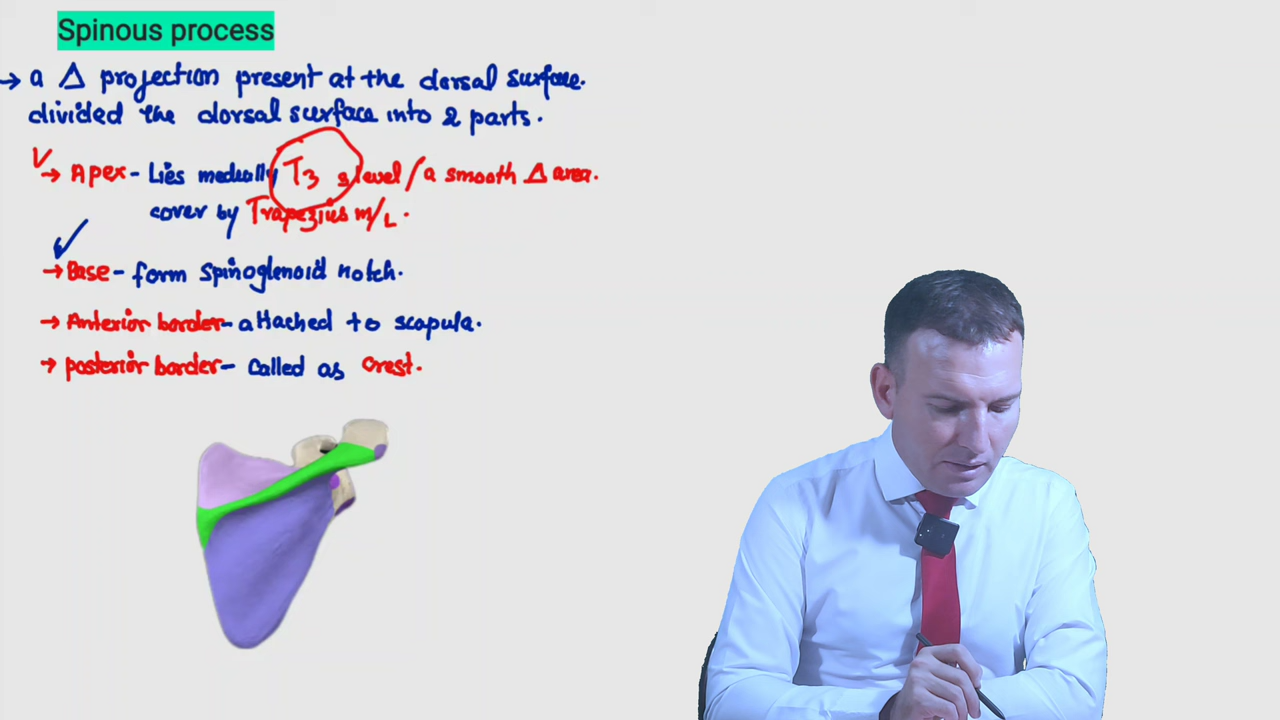 Spinous process
→ a Δ projection present at the dorsal surface.
divided the dorsal surface into 2 parts.
→ Apex - Lies medially T3 s level / a smooth Δ area.
cover by Trapezius m/L.
→ Base - form spinoglenoid notch.
→ Anterior border - attached to scapula.
→ posterior border - called as crest.